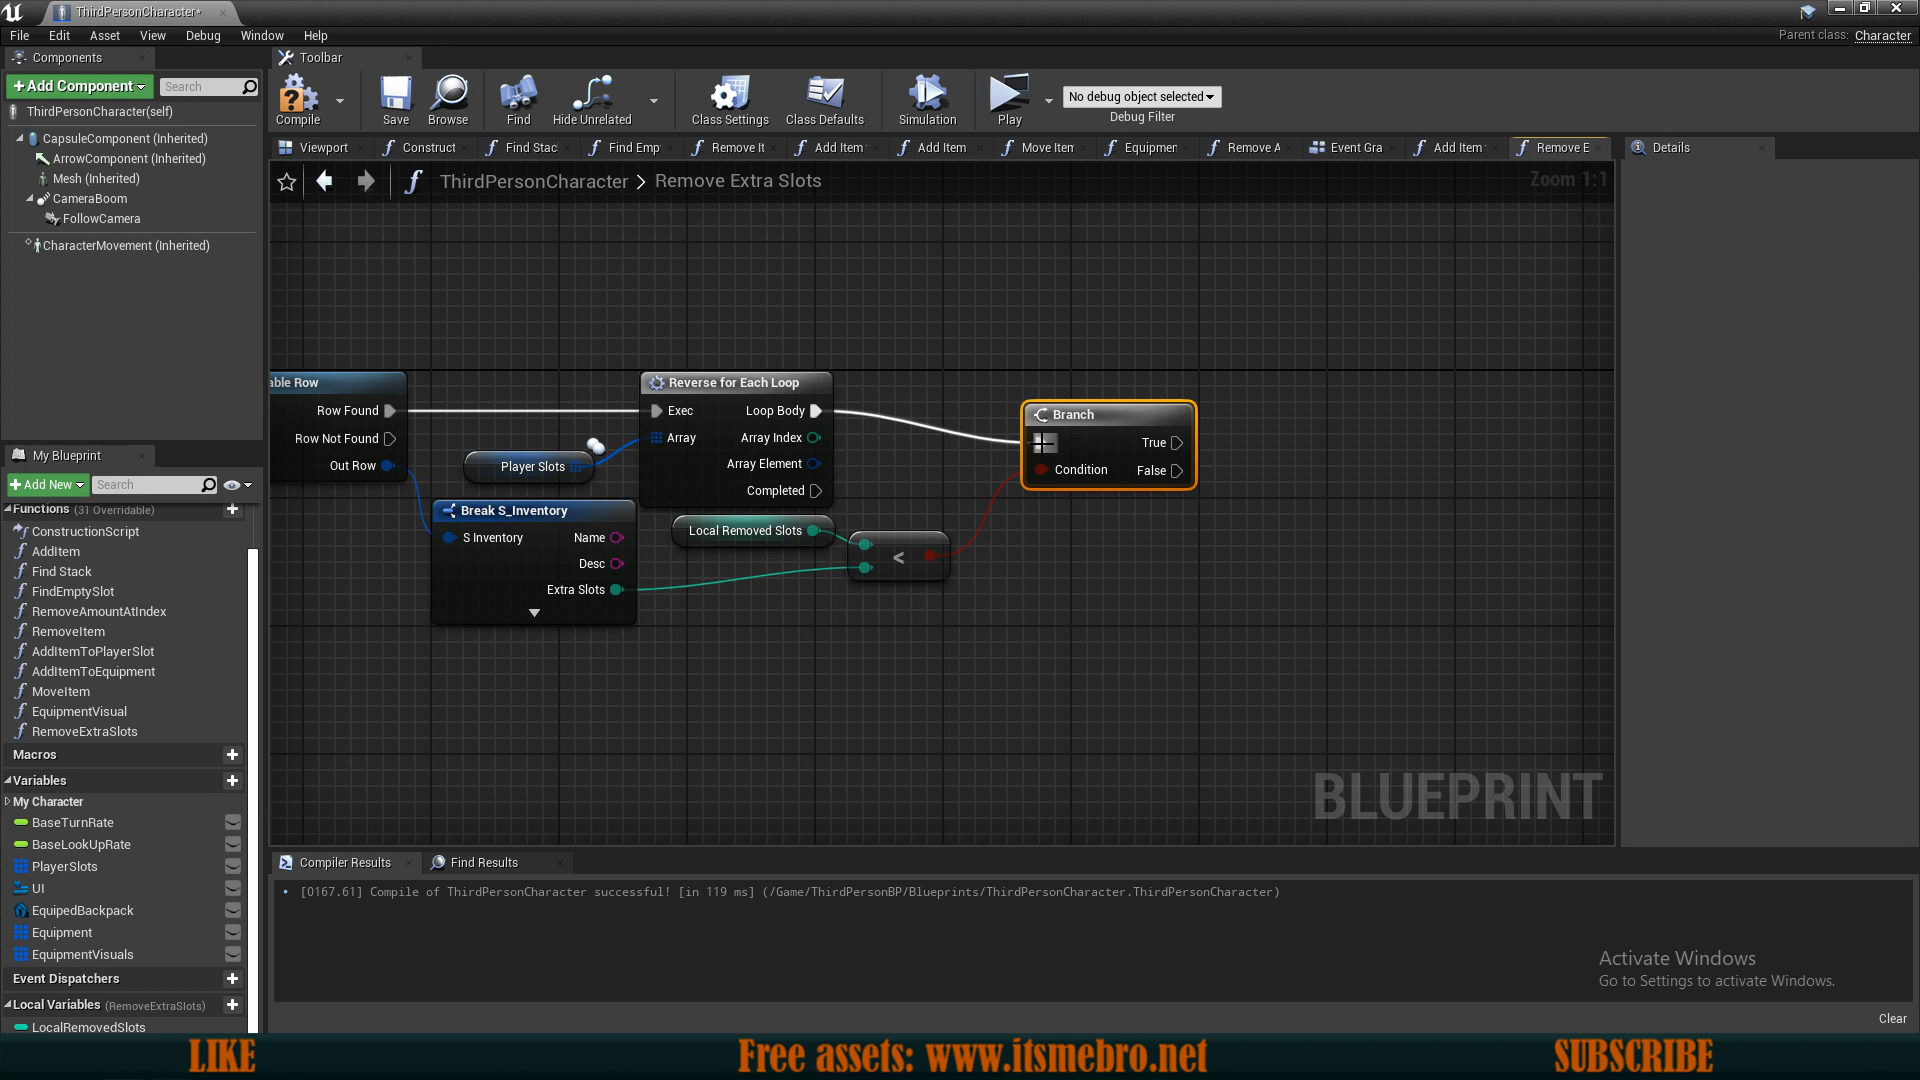 ThirdPersonCharacter*
File Edit Asset View Debug Window Help
Parent class: Character
Components
Toolbar
+Add Component
Search
ThirdPersonCharacter(self)
CapsuleComponent (Inherited)
ArrowComponent (Inherited)
Mesh (Inherited)
CameraBoom
FollowCamera
CharacterMovement (Inherited)
Compile
Save
Browse
Find
Hide Unrelated
Class Settings
Class Defaults
Simulation
Play
No debug object selected
Debug Filter
Viewport
Construct
Find Stac
Find Emp
Remove It
Add Item
Add Item
Move Item
Equipmen
Remove A
Event Gra
Add Item
Remove E
Details
ThirdPersonCharacter > Remove Extra Slots
Zoom 1:1
able Row
Row Found
Row Not Found
Out Row
Player Slots
Reverse for Each Loop
Exec
Loop Body
Array
Array Index
Array Element
Completed
Branch
True
Condition
False
Break S_Inventory
S Inventory
Name
Desc
Extra Slots
Local Removed Slots
<
BLUEPRINT
My Blueprint
+Add New
Search
Functions (31 Overridable)
ConstructionScript
AddItem
Find Stack
FindEmptySlot
RemoveAmountAtIndex
RemoveItem
AddItemToPlayerSlot
AddItemToEquipment
MoveItem
EquipmentVisual
RemoveExtraSlots
Macros
Variables
My Character
BaseTurnRate
BaseLookUpRate
PlayerSlots
UI
EquipedBackpack
Equipment
EquipmentVisuals
Event Dispatchers
Local Variables (RemoveExtraSlots)
LocalRemovedSlots
Compiler Results
Find Results
[0167.61] Compile of ThirdPersonCharacter successful! [in 119 ms] (/Game/ThirdPersonBP/Blueprints/ThirdPersonCharacter.ThirdPersonCharacter)
Activate Windows
Go to Settings to activate Windows.
Clear
LIKE
Free assets: www.itsmebro.net
SUBSCRIBE